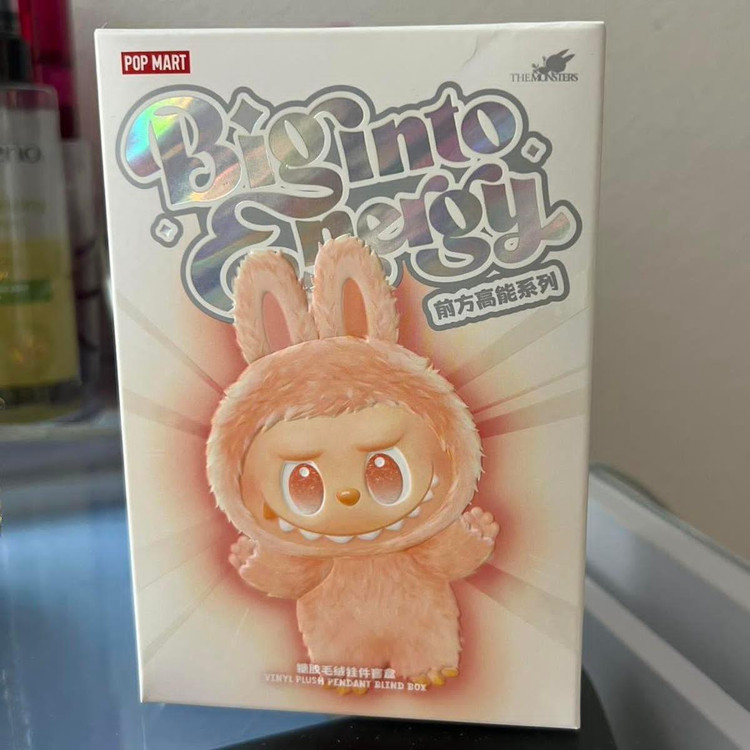 POP MART
THE MONSTERS
Big into
Energy
前方高能系列
搪胶毛绒挂件盲盒
VINYL PLUSH PENDANT BLIND BOX